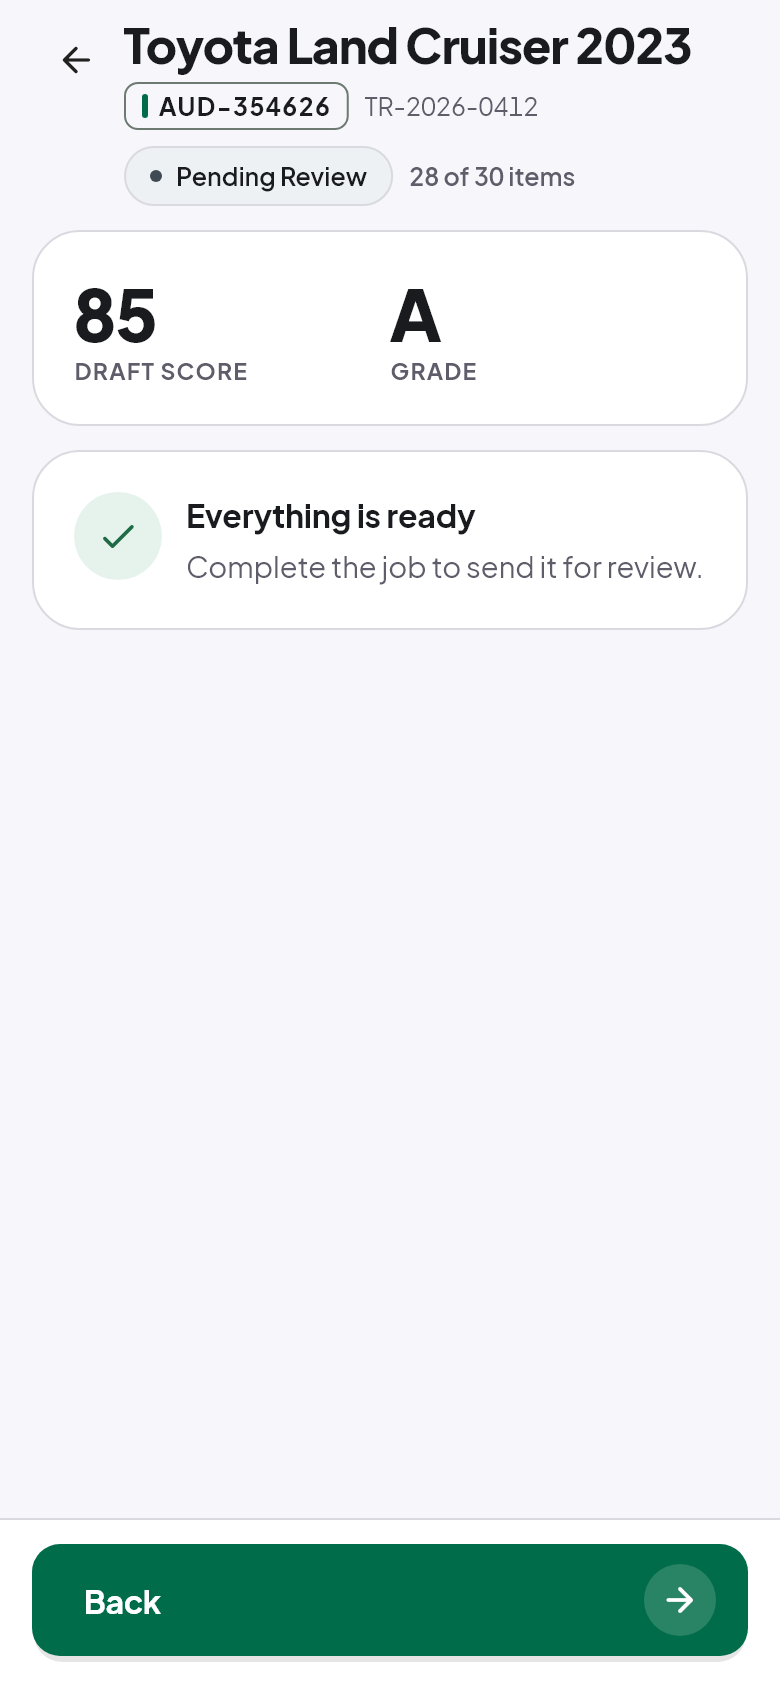 Toyota Land Cruiser 2023
AUD-354626 TR-2026-0412
Pending Review 28 of 30 items
85 A
DRAFT SCORE GRADE
Everything is ready
Complete the job to send it for review.
Back